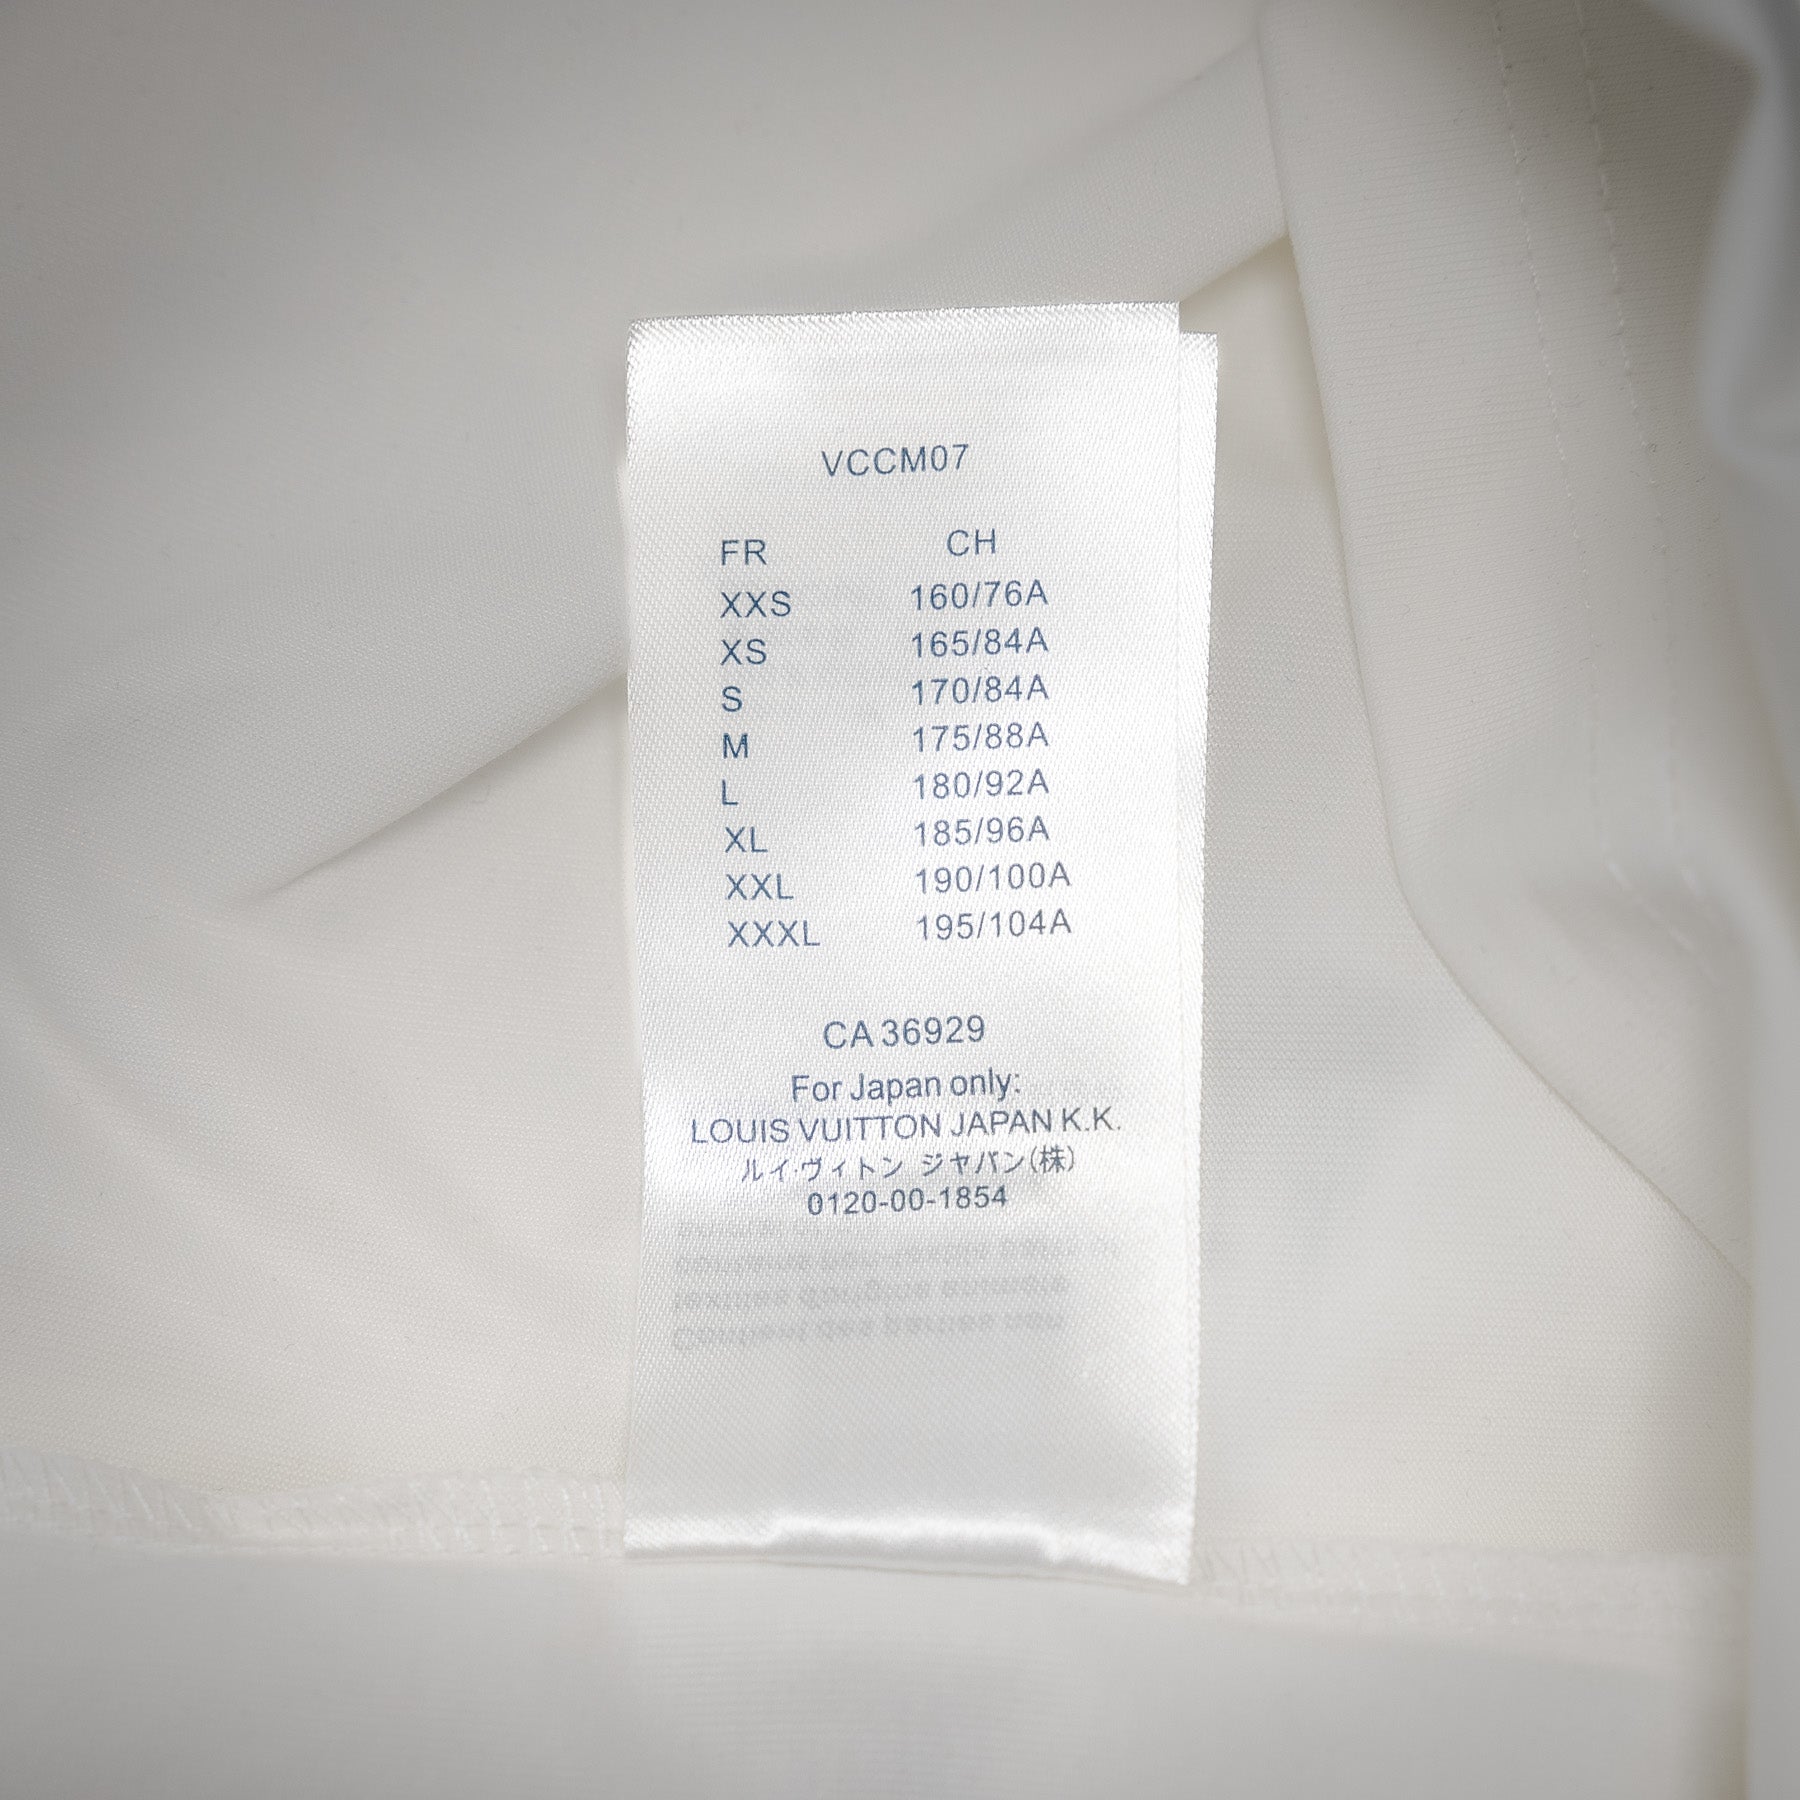 VCCM07
FR CH
XXS 160/76A
XS 165/84A
S 170/84A
M 175/88A
L 180/92A
XL 185/96A
XXL 190/100A
XXXL 195/104A
CA 36929
For Japan only:
LOUIS VUITTON JAPAN K.K.
ルイ･ヴィトン ジャパン(株)
0120-00-1854